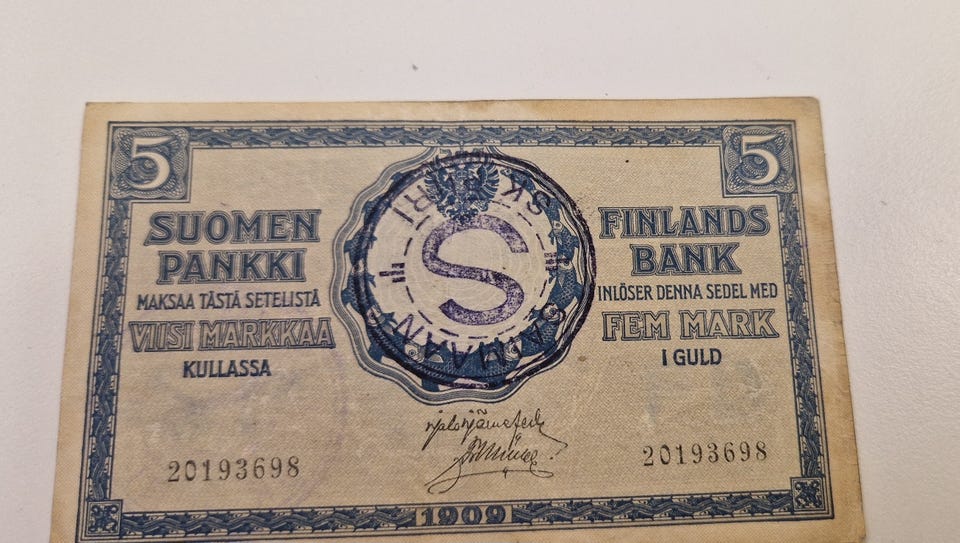 5
5
SUOMEN
PANKKI
MAKSAA TÄSTÄ SETELISTÄ
VIISI MARKKAA
KULLASSA
S
FINLANDS
BANK
INLÖSER DENNA SEDEL MED
FEM MARK
I GULD
20193698
20193698
1909